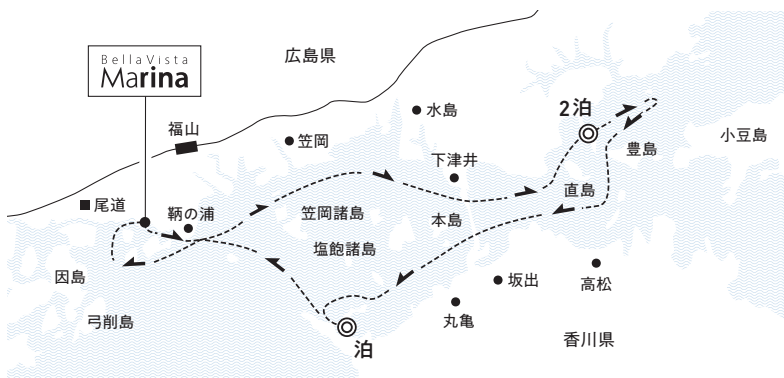 BellaVista
Marina
広島県
福山
笠岡
水島
2泊
小豆島
豊島
下津井
尾道
鞆の浦
笠岡諸島
本島
直島
塩飽諸島
因島
坂出
高松
弓削島
丸亀
泊
香川県